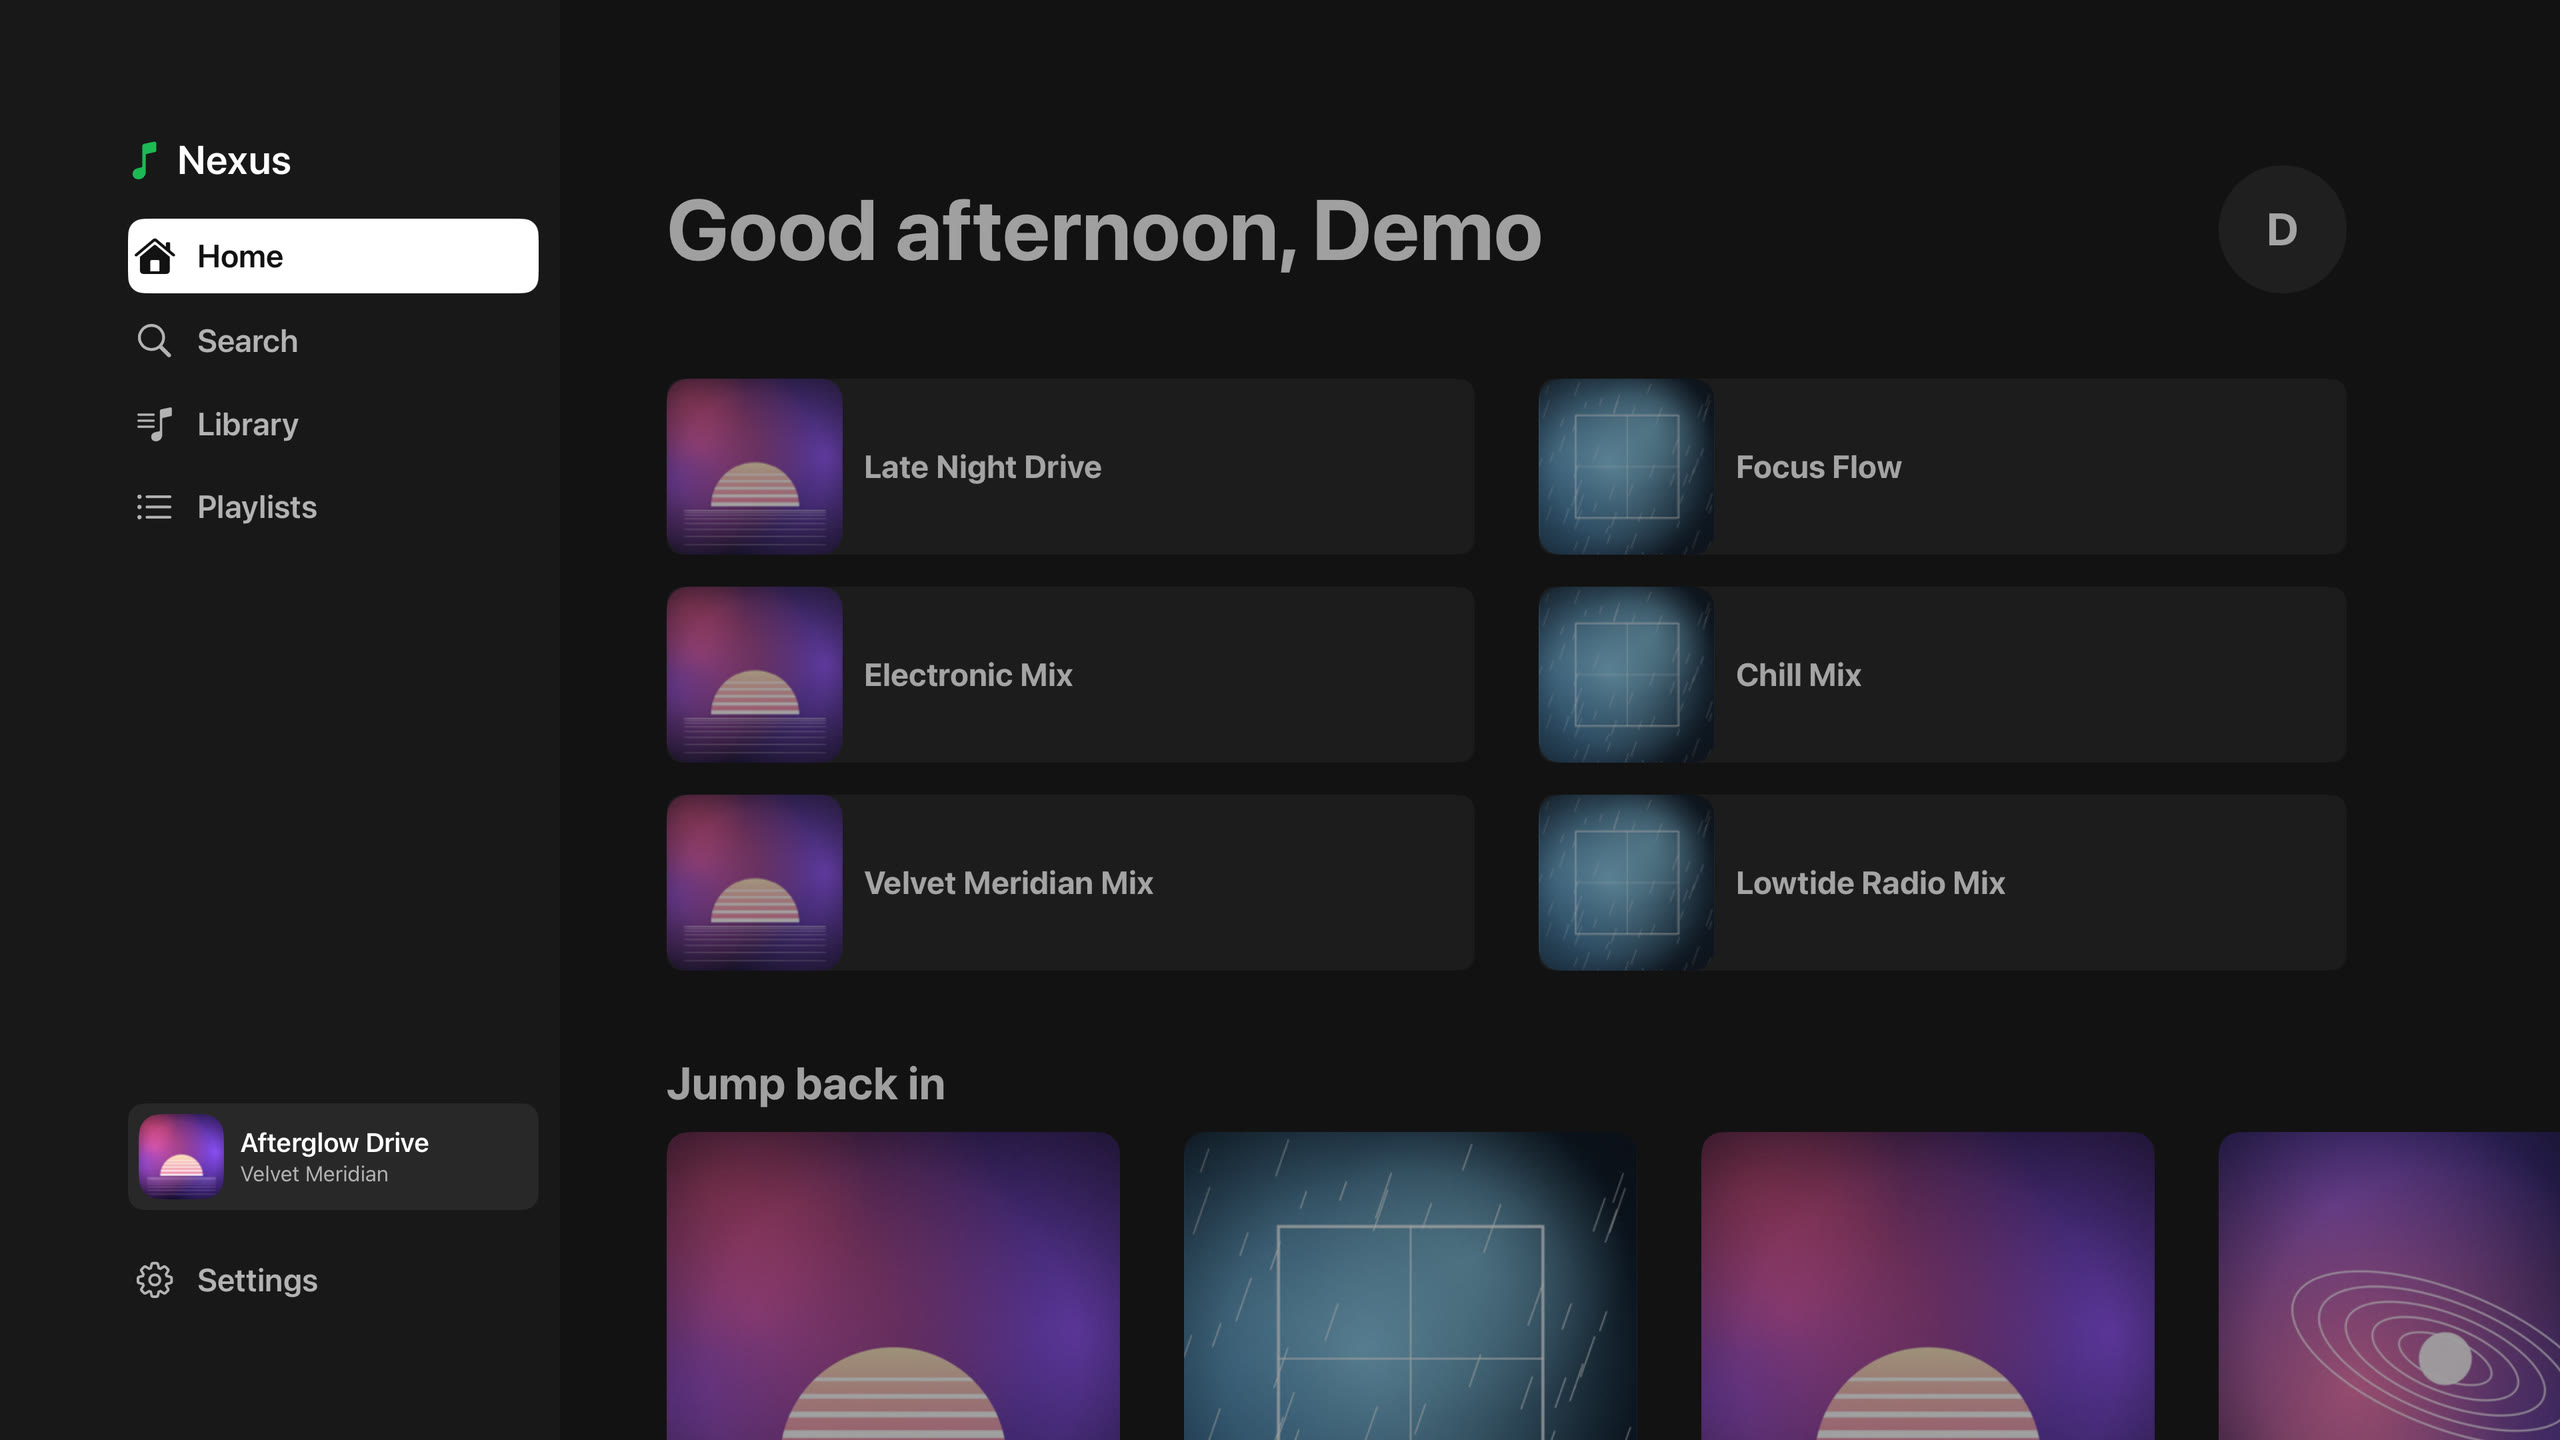 Nexus
Home
Search
Library
Playlists
Afterglow Drive
Velvet Meridian
Settings
Good afternoon, Demo
D
Late Night Drive
Focus Flow
Electronic Mix
Chill Mix
Velvet Meridian Mix
Lowtide Radio Mix
Jump back in